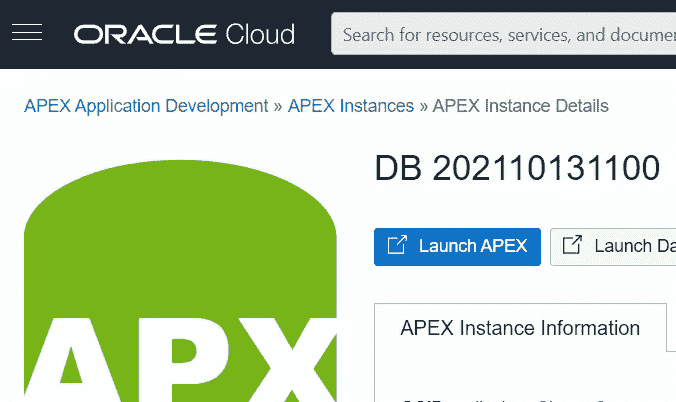 ORACLE Cloud
Search for resources, services, and docume
APEX Application Development » APEX Instances » APEX Instance Details
DB 202110131100
Launch APEX
Launch Da
APEX Instance Information
APX